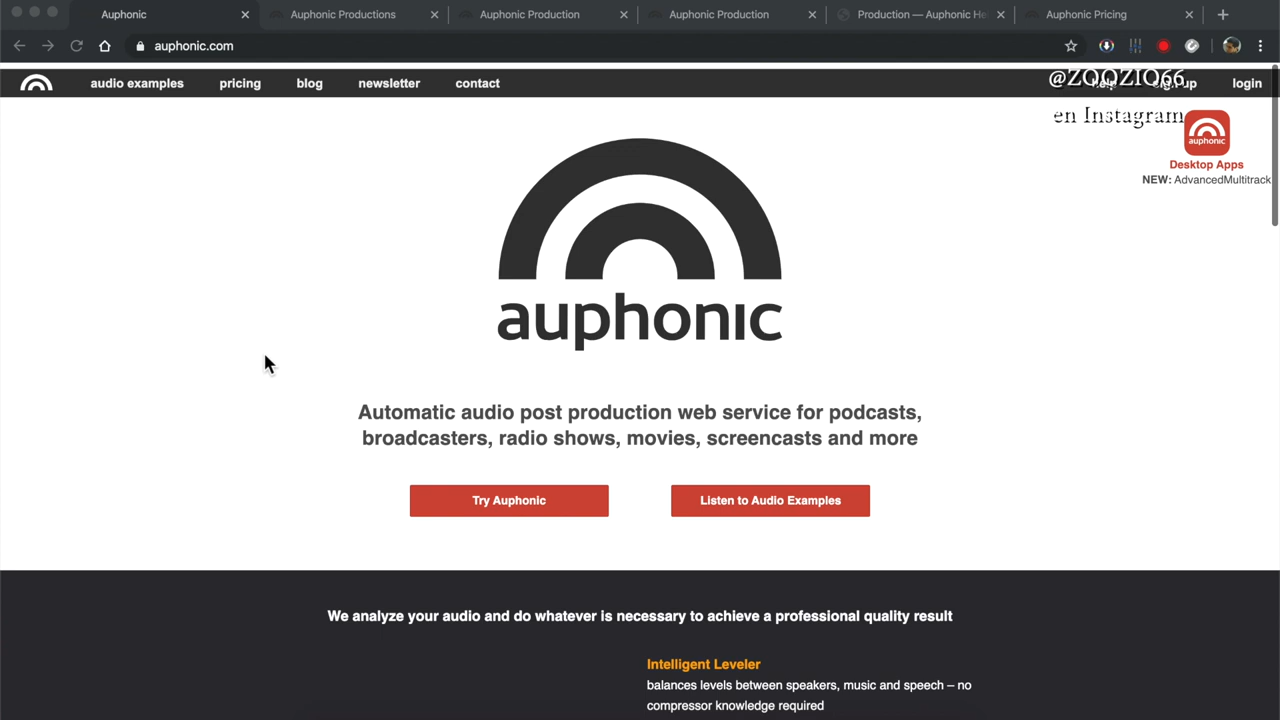 Auphonic
Auphonic Productions
Auphonic Production
Auphonic Production
Production — Auphonic He
Auphonic Pricing
auphonic.com
audio examples
pricing
blog
newsletter
contact
help
sign up
login
@ZOOZIO66
en Instagram
auphonic
Desktop Apps
NEW: AdvancedMultitrack
auphonic
Automatic audio post production web service for podcasts,
broadcasters, radio shows, movies, screencasts and more
Try Auphonic
Listen to Audio Examples
We analyze your audio and do whatever is necessary to achieve a professional quality result
Intelligent Leveler
balances levels between speakers, music and speech – no
compressor knowledge required